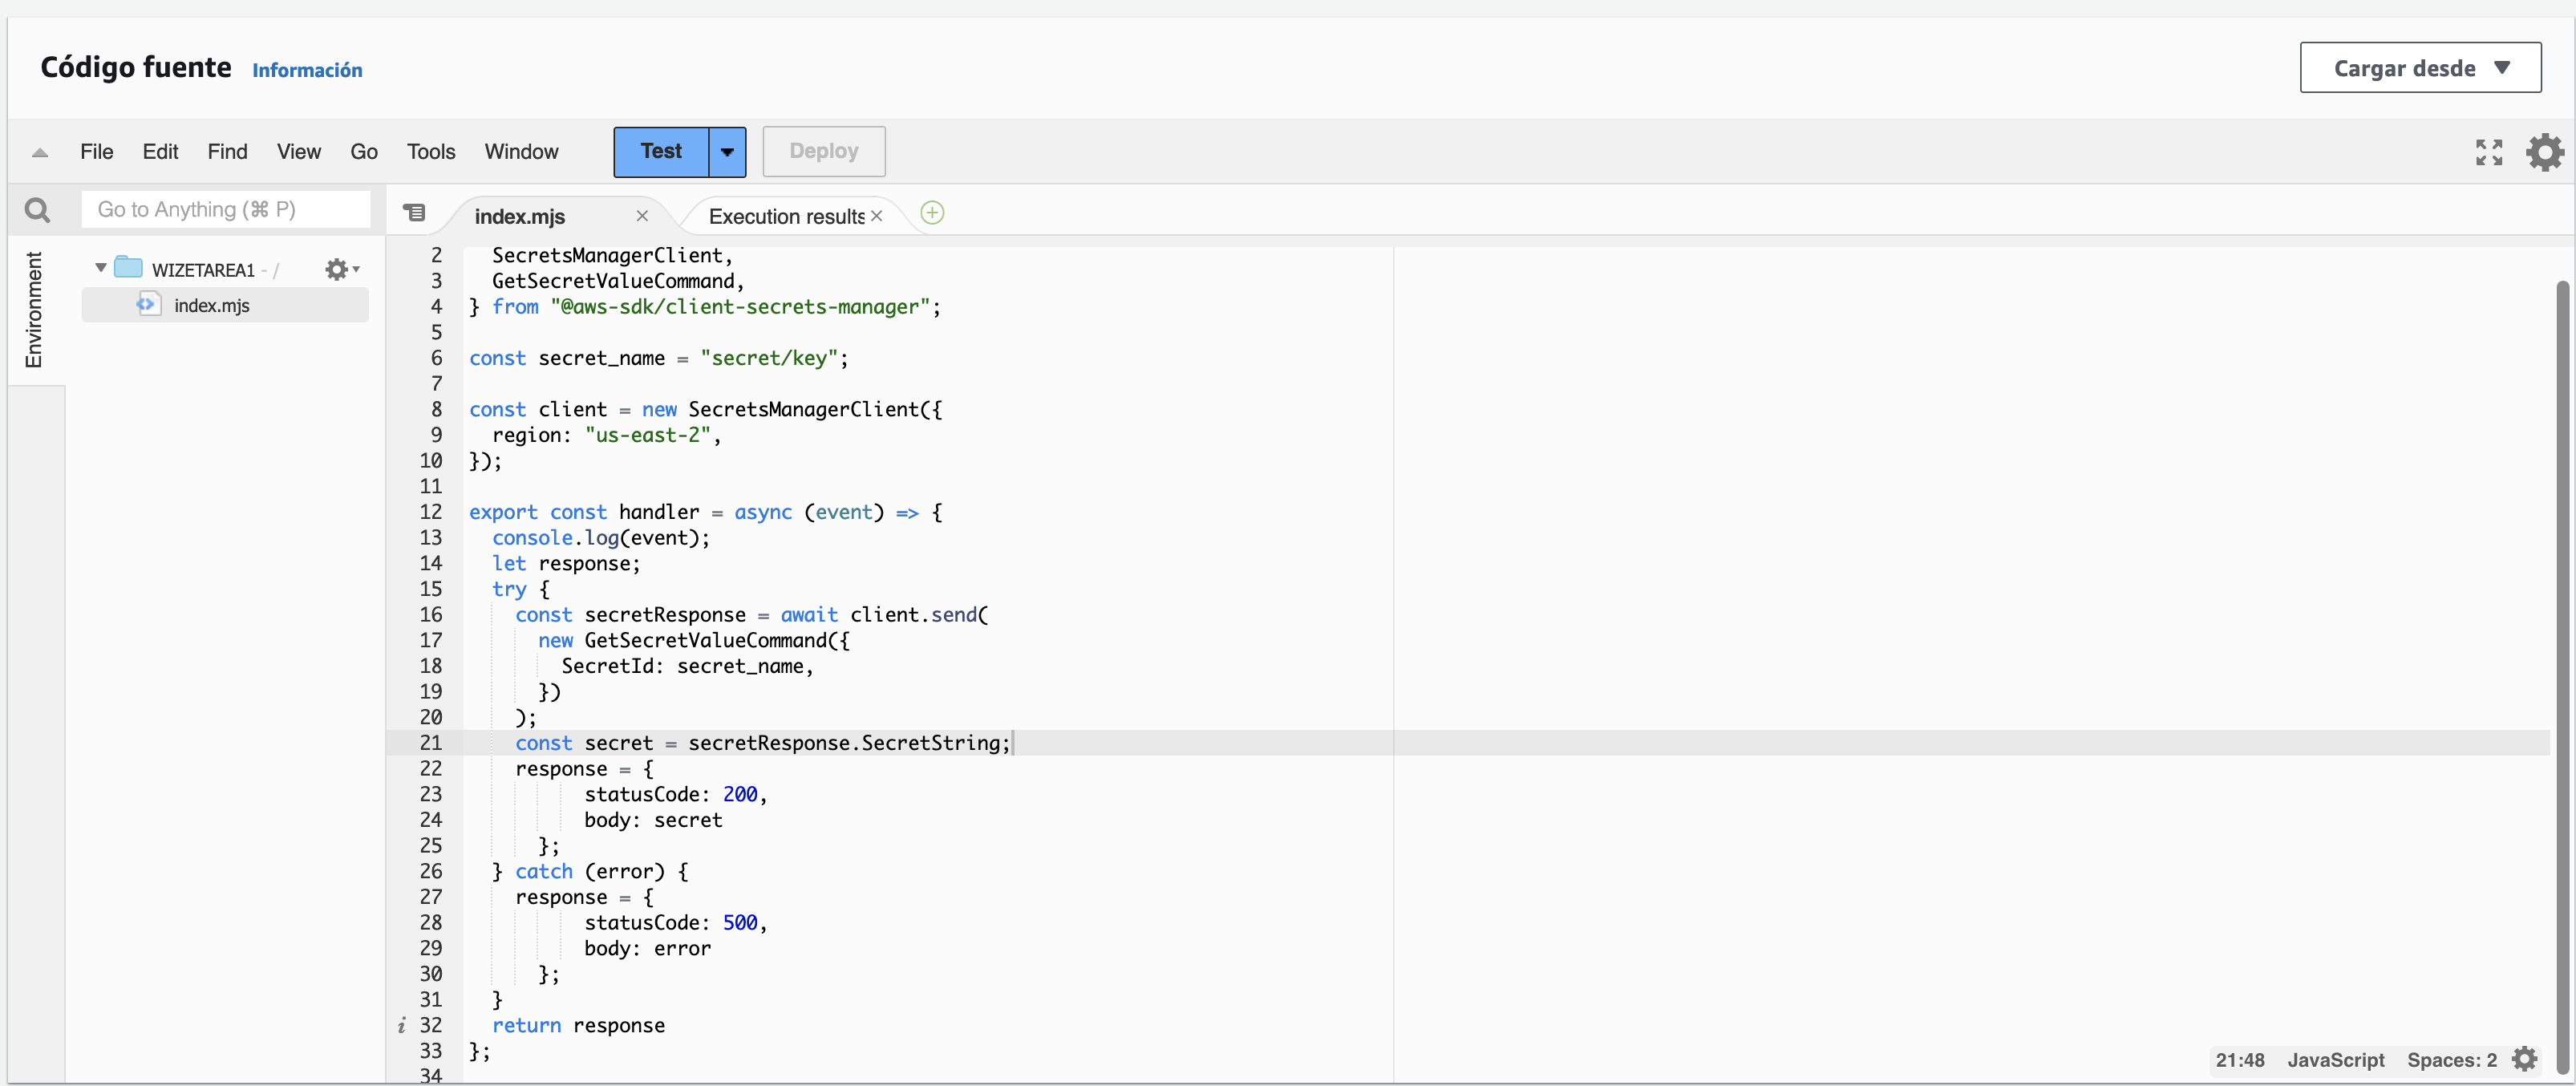 Código fuente Información
Cargar desde
File Edit Find View Go Tools Window Test Deploy
Go to Anything (⌘ P)
index.mjs
Execution results
Environment
WIZETAREA1 - /
index.mjs
2   SecretsManagerClient,
3   GetSecretValueCommand,
4 } from "@aws-sdk/client-secrets-manager";
5
6 const secret_name = "secret/key";
7
8 const client = new SecretsManagerClient({
9   region: "us-east-2",
10 });
11
12 export const handler = async (event) => {
13   console.log(event);
14   let response;
15   try {
16     const secretResponse = await client.send(
17       new GetSecretValueCommand({
18         SecretId: secret_name,
19       })
20     );
21     const secret = secretResponse.SecretString;
22     response = {
23           statusCode: 200,
24           body: secret
25       };
26   } catch (error) {
27     response = {
28           statusCode: 500,
29           body: error
30       };
31   }
i 32   return response
33 };
34
21:48 JavaScript Spaces: 2